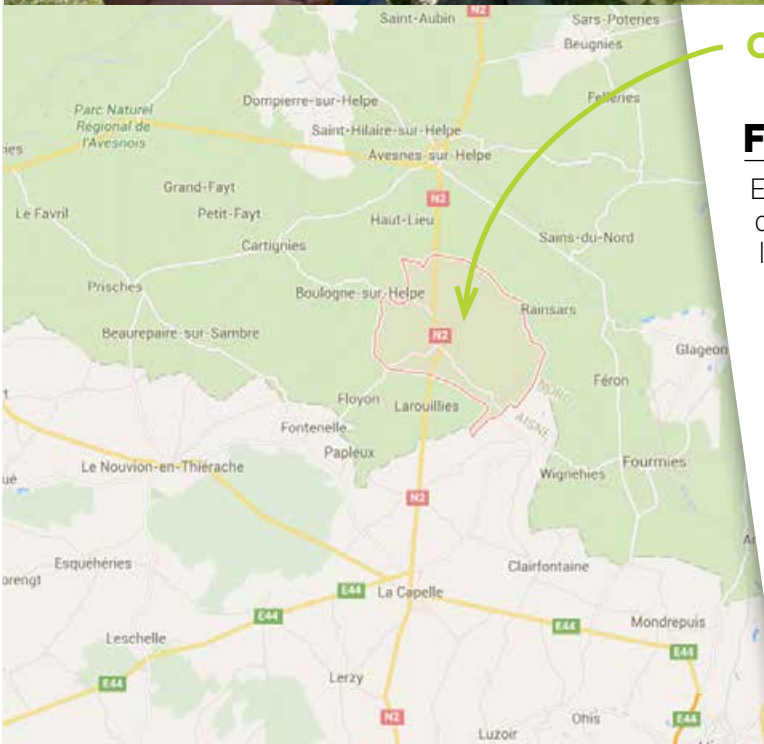 N2
Saint-Aubin
Sars-Poteries
Beugnies
Parc Naturel
Régional de
l'Avesnois
Dompierre-sur-Helpe
Felleries
Saint-Hilaire-sur-Helpe
Avesnes-sur-Helpe
Grand-Fayt
N2
Le Favril
Petit-Fayt
Haut-Lieu
Sains-du-Nord
Cartignies
Prisches
Boulogne-sur-Helpe
Rainsars
Beaurepaire-sur-Sambre
N2
Glageon
Féron
NORD
Floyon
Larouillies
AISNE
Fontenelle
Papleux
Le Nouvion-en-Thiérache
Wignehies
Fourmies
N2
Esquéhéries
Clairfontaine
E44
La Capelle
E44
E44
Mondrepuis
Leschelle
E44
E44
Lerzy
N2
Ohis
E44
Luzoir
F